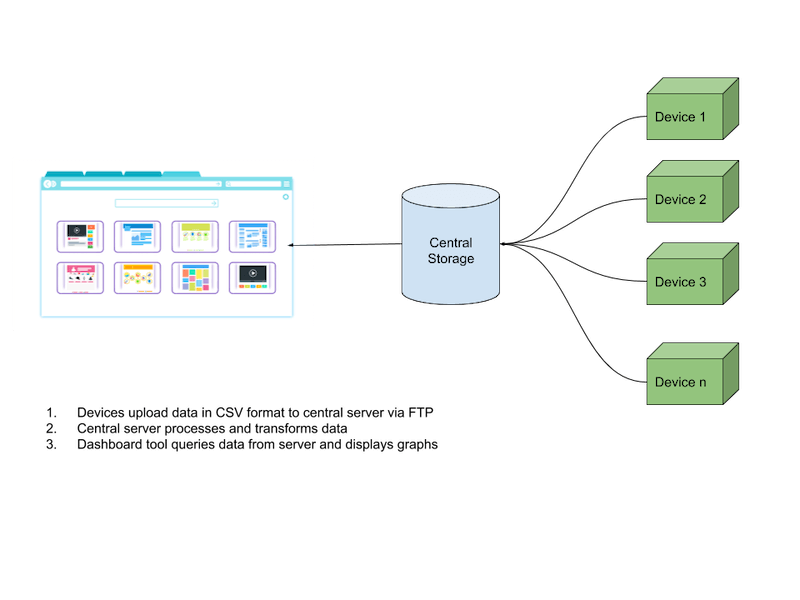 Device 1
Device 2
Central
Storage
Device 3
Device n
1. Devices upload data in CSV format to central server via FTP
2. Central server processes and transforms data
3. Dashboard tool queries data from server and displays graphs